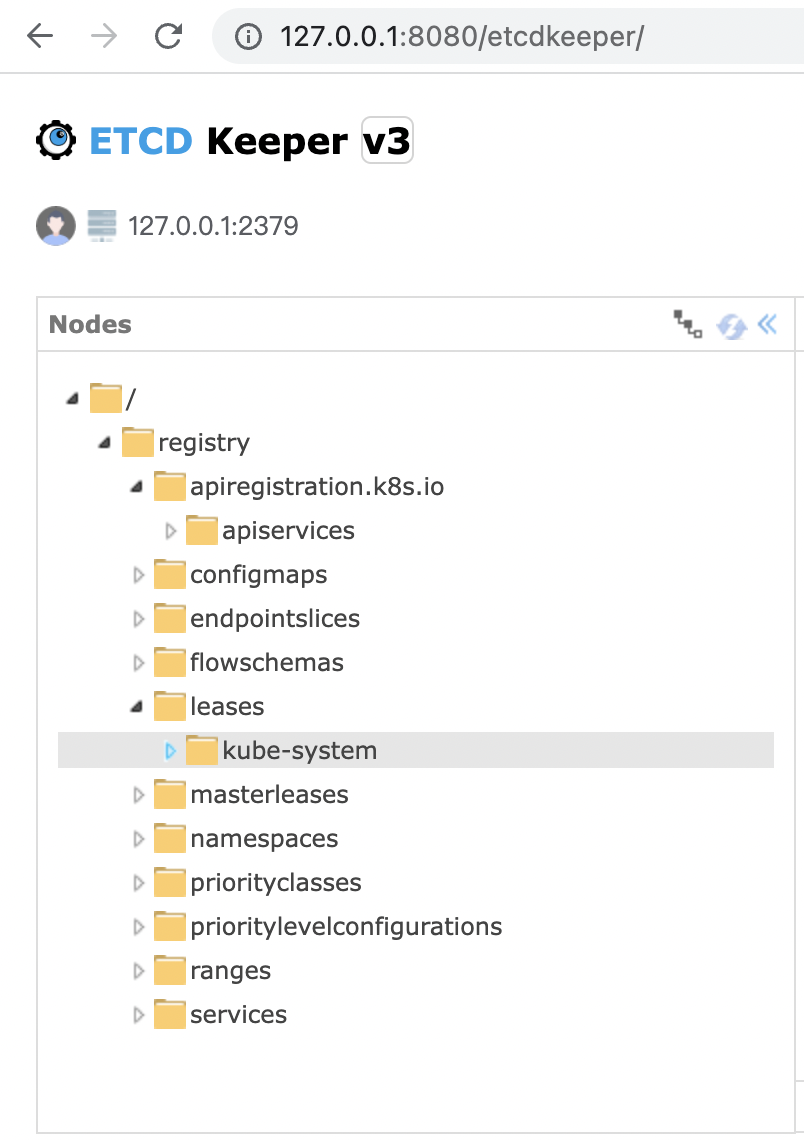 127.0.0.1:8080/etcdkeeper/
ETCD Keeper v3
127.0.0.1:2379
Nodes
/
registry
apiregistration.k8s.io
apiservices
configmaps
endpointslices
flowschemas
leases
kube-system
masterleases
namespaces
priorityclasses
prioritylevelconfigurations
ranges
services